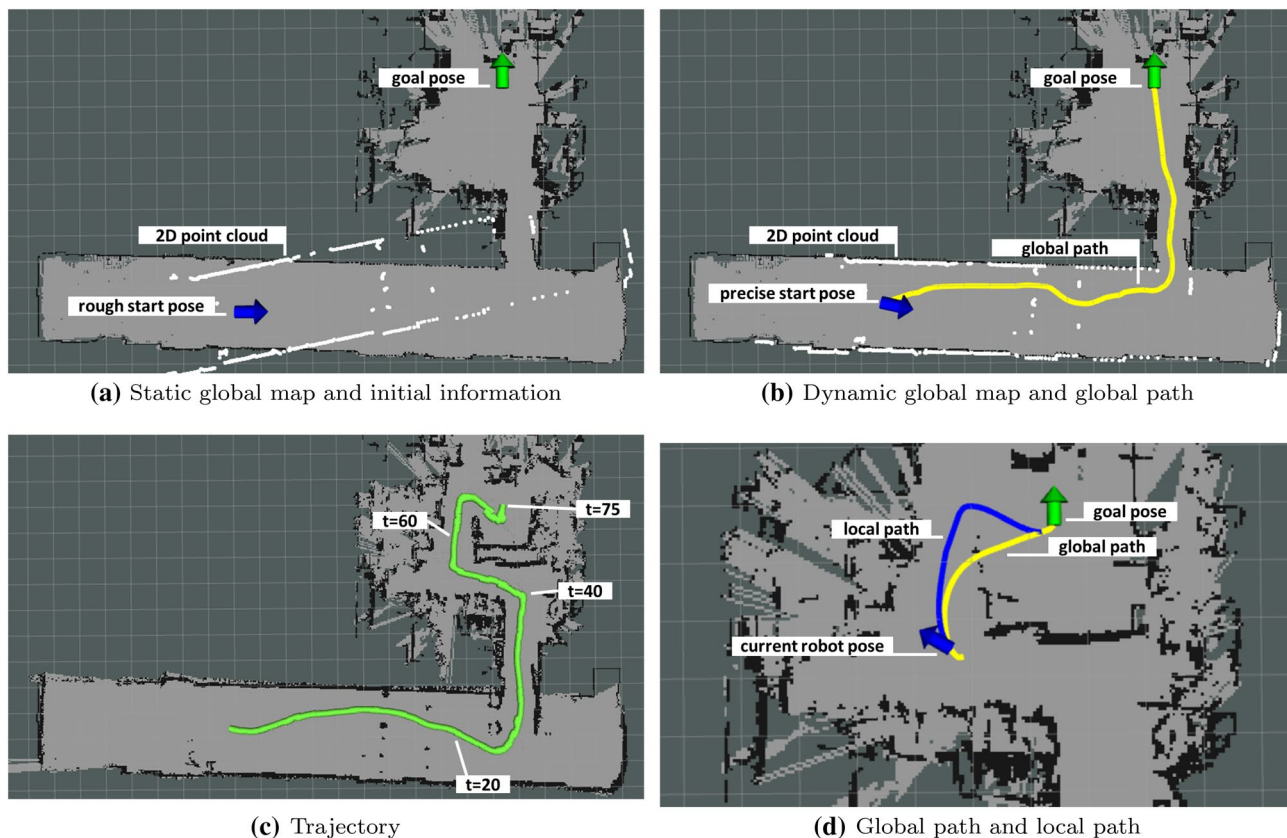 goal pose
2D point cloud
rough start pose
(a) Static global map and initial information
goal pose
2D point cloud
global path
precise start pose
(b) Dynamic global map and global path
t=75
t=60
t=40
t=20
(c) Trajectory
goal pose
local path
global path
current robot pose
(d) Global path and local path